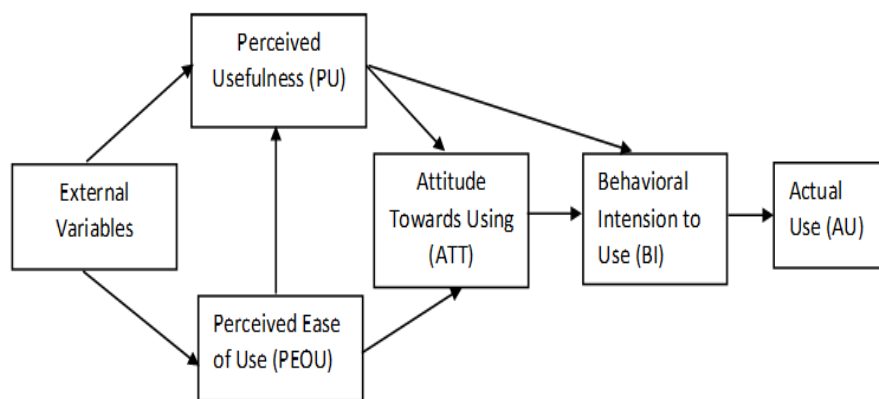 Perceived
Usefulness (PU)
External
Variables
Attitude
Towards Using
(ATT)
Behavioral
Intension to
Use (BI)
Actual
Use (AU)
Perceived Ease
of Use (PEOU)